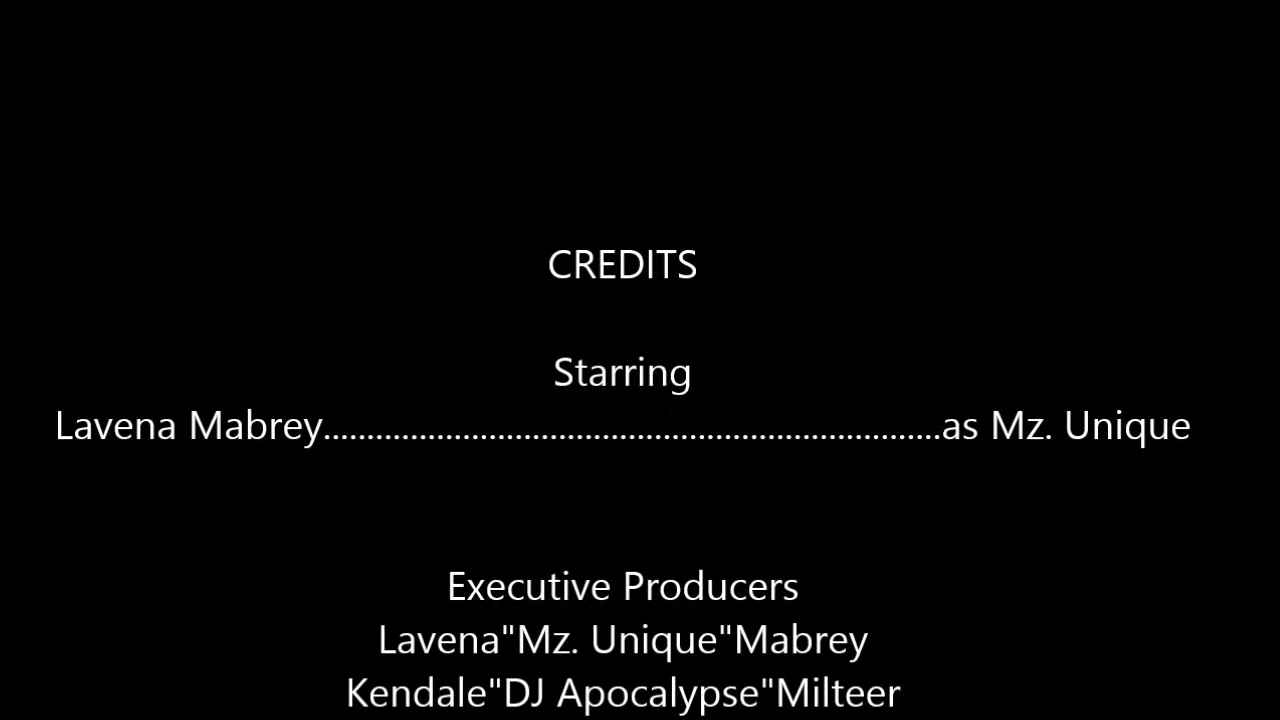 CREDITS
Starring
Lavena Mabrey.......................................................................as Mz. Unique
Executive Producers
Lavena"Mz. Unique"Mabrey
Kendale"DJ Apocalypse"Milteer